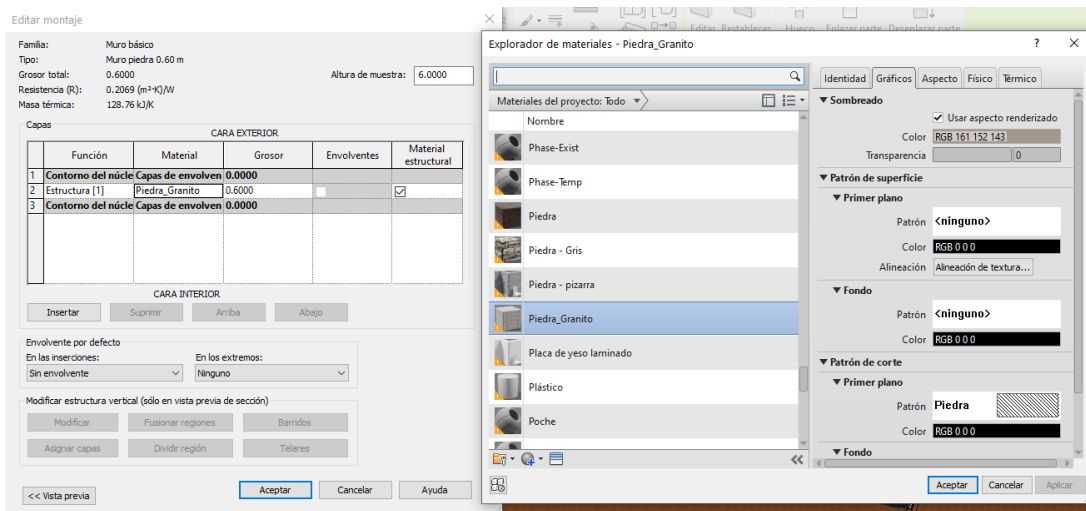 Editar montaje
Familia: Muro básico
Tipo: Muro piedra 0.60 m
Grosor total: 0.6000 Altura de muestra: 6.0000
Resistencia (R): 0.2069 (m²·K)/W
Masa térmica: 128.76 kJ/K
Capas
CARA EXTERIOR
Función Material Grosor Envolventes Material estructural
1 Contorno del núcle Capas de envolven 0.0000
2 Estructura [1] Piedra_Granito 0.6000
3 Contorno del núcle Capas de envolven 0.0000
CARA INTERIOR
Insertar Suprimir Arriba Abajo
Envolvente por defecto
En las inserciones: En los extremos:
Sin envolvente Ninguno
Modificar estructura vertical (sólo en vista previa de sección)
Modificar Fusionar regiones Barridos
Asignar capas Dividir región Telares
<< Vista previa Aceptar Cancelar Ayuda
Editar Restablecer Hueco Enlazar parte Desplazar parte
Explorador de materiales - Piedra_Granito ?
Materiales del proyecto: Todo
Nombre
Phase-Exist
Phase-Temp
Piedra
Piedra - Gris
Piedra - pizarra
Piedra_Granito
Placa de yeso laminado
Plástico
Poche
Identidad Gráficos Aspecto Físico Térmico
Sombreado
Usar aspecto renderizado
Color RGB 161 152 143
Transparencia 0
Patrón de superficie
Primer plano
Patrón <ninguno>
Color RGB 0 0 0
Alineación Alineación de textura...
Fondo
Patrón <ninguno>
Color RGB 0 0 0
Patrón de corte
Primer plano
Patrón Piedra
Color RGB 0 0 0
Fondo
Aceptar Cancelar Aplicar